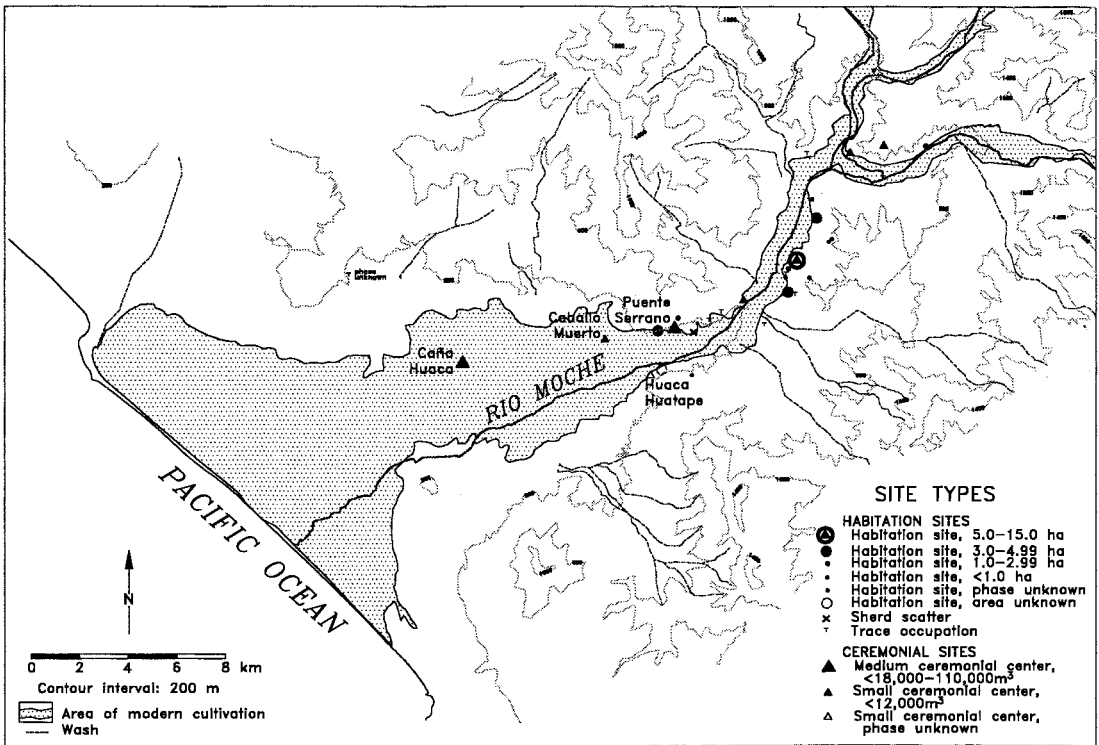 phase
unknown
Puente
Serrano
Caballo
Muerto
Caña
Huaca
RIO MOCHE
Huaca
Huatape
PACIFIC OCEAN
N
0 2 4 6 8 km
Contour interval: 200 m
Area of modern cultivation
Wash
SITE TYPES
HABITATION SITES
Habitation site, 5.0–15.0 ha
Habitation site, 3.0–4.99 ha
Habitation site, 1.0–2.99 ha
Habitation site, <1.0 ha
Habitation site, phase unknown
Habitation site, area unknown
Sherd scatter
Trace occupation
CEREMONIAL SITES
Medium ceremonial center,
<18,000–110,000m³
Small ceremonial center,
<12,000m³
Small ceremonial center,
phase unknown